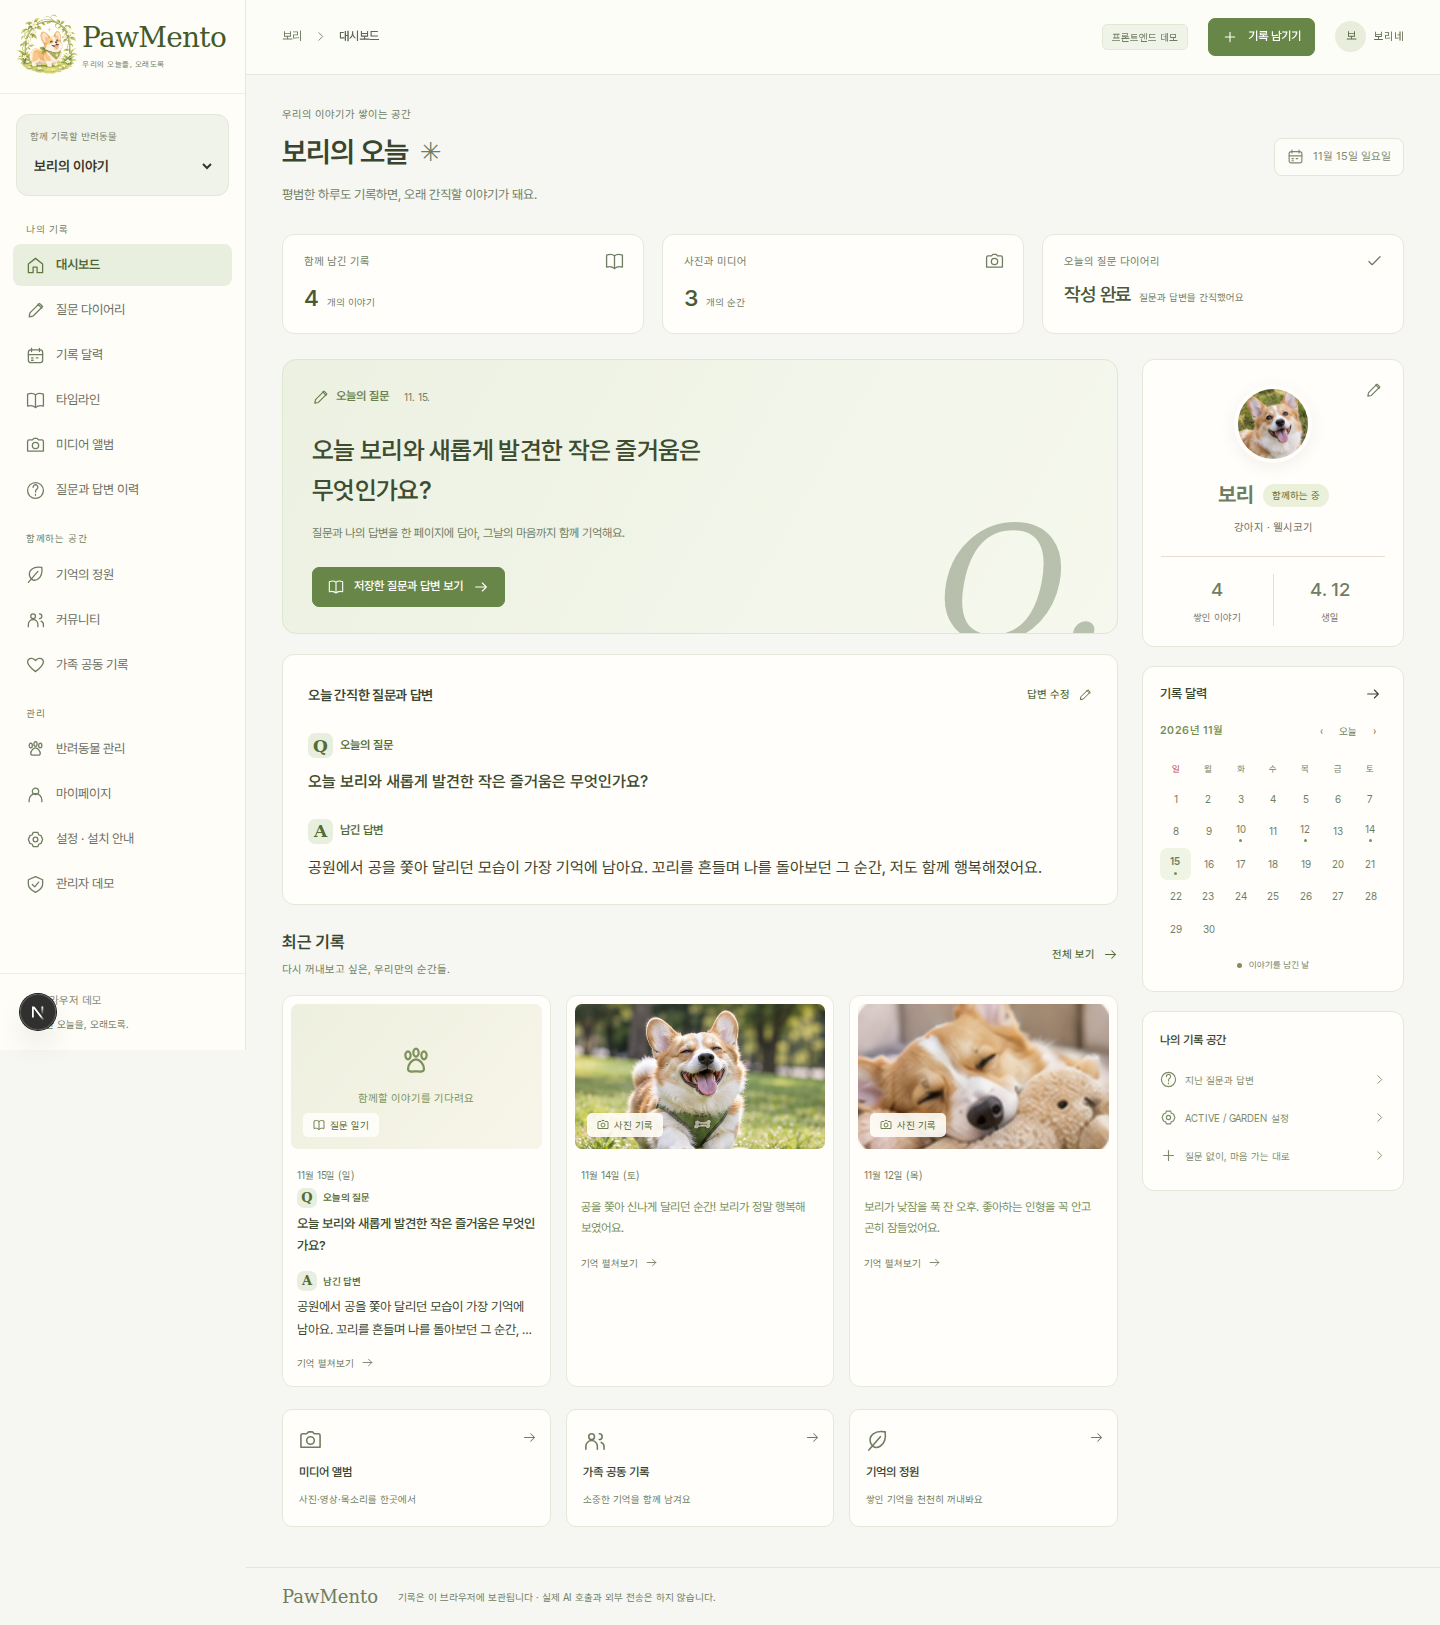 PawMento
우리의 오늘을, 오래도록
함께 기록할 반려동물
보리의 이야기
나의 기록
대시보드
질문 다이어리
기록 달력
타임라인
미디어 앨범
질문과 답변 이력
함께하는 공간
기억의 정원
커뮤니티
가족 공동 기록
관리
반려동물 관리
마이페이지
설정 · 설치 안내
관리자 데모
라우저 데모
오늘을, 오래도록.
N
보리 > 대시보드
프론트엔드 데모
+ 기록 남기기
보 보리네
우리의 이야기가 쌓이는 공간
보리의 오늘
평범한 하루도 기록하면, 오래 간직할 이야기가 돼요.
11월 15일 일요일
함께 남긴 기록
4 개의 이야기
사진과 미디어
3 개의 순간
오늘의 질문 다이어리
작성 완료 질문과 답변을 간직했어요
오늘의 질문 11. 15.
오늘 보리와 새롭게 발견한 작은 즐거움은
무엇인가요?
질문과 나의 답변을 한 페이지에 담아, 그날의 마음까지 함께 기억해요.
저장한 질문과 답변 보기 →
Q.
오늘 간직한 질문과 답변
답변 수정
Q 오늘의 질문
오늘 보리와 새롭게 발견한 작은 즐거움은 무엇인가요?
A 남긴 답변
공원에서 공을 쫓아 달리던 모습이 가장 기억에 남아요. 꼬리를 흔들며 나를 돌아보던 그 순간, 저도 함께 행복해졌어요.
최근 기록
다시 꺼내보고 싶은, 우리만의 순간들.
전체 보기 →
함께할 이야기를 기다려요
질문 일기
11월 15일 (일)
Q 오늘의 질문
오늘 보리와 새롭게 발견한 작은 즐거움은 무엇인
가요?
A 남긴 답변
공원에서 공을 쫓아 달리던 모습이 가장 기억에
남아요. 꼬리를 흔들며 나를 돌아보던 그 순간, ...
기억 펼쳐보기 →
사진 기록
11월 14일 (토)
공을 쫓아 신나게 달리던 순간! 보리가 정말 행복해
보였어요.
기억 펼쳐보기 →
사진 기록
11월 12일 (목)
보리가 낮잠을 푹 잔 오후. 좋아하는 인형을 꼭 안고
곤히 잠들었어요.
기억 펼쳐보기 →
미디어 앨범
사진·영상·목소리를 한곳에서
가족 공동 기록
소중한 기억을 함께 남겨요
기억의 정원
쌓인 기억을 천천히 꺼내봐요
보리 함께하는 중
강아지 · 웰시코기
4
쌓인 이야기
4. 12
생일
기록 달력 →
2026년 11월 ‹ 오늘 ›
일 월 화 수 목 금 토
1 2 3 4 5 6 7
8 9 10 11 12 13 14
15 16 17 18 19 20 21
22 23 24 25 26 27 28
29 30
이야기를 남긴 날
나의 기록 공간
지난 질문과 답변
ACTIVE / GARDEN 설정
질문 없이, 마음 가는 대로
PawMento 기록은 이 브라우저에 보관됩니다 · 실제 AI 호출과 외부 전송은 하지 않습니다.